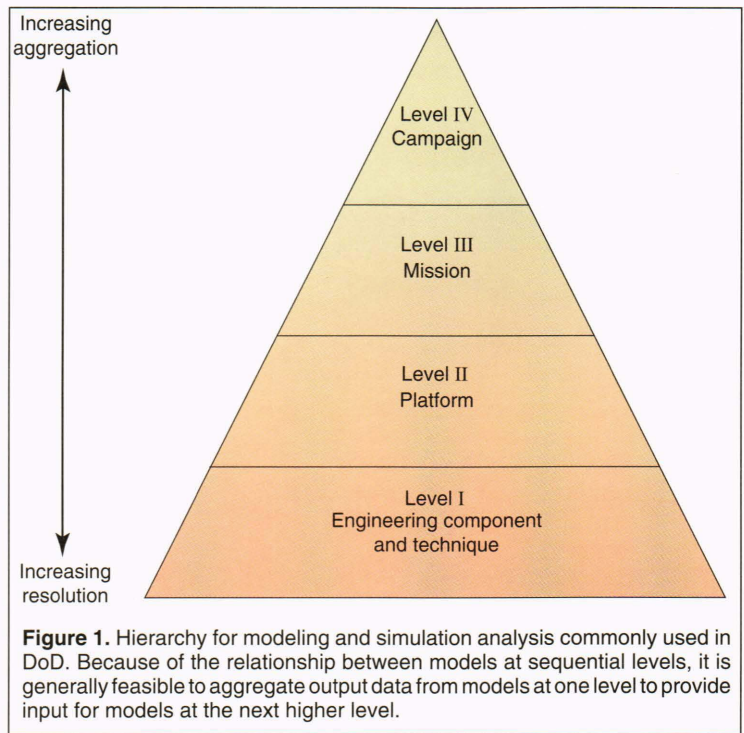 Increasing
aggregation
Level IV
Campaign
Level III
Mission
Level II
Platform
Level I
Engineering component
and technique
Increasing
resolution
Figure 1. Hierarchy for modeling and simulation analysis commonly used in
DoD. Because of the relationship between models at sequential levels, it is
generally feasible to aggregate output data from models at one level to provide
input for models at the next higher level.